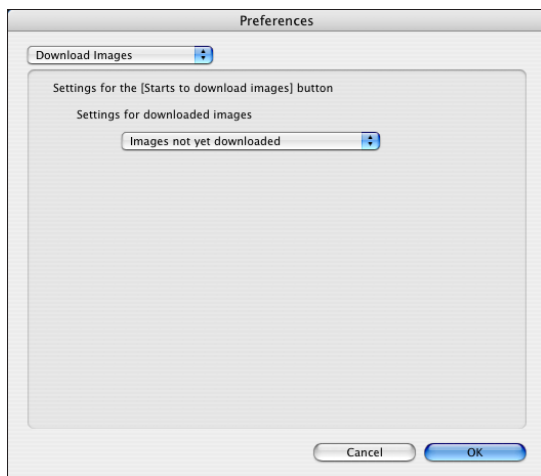 Preferences
Download Images
Settings for the [Starts to download images] button
Settings for downloaded images
Images not yet downloaded
Cancel
OK